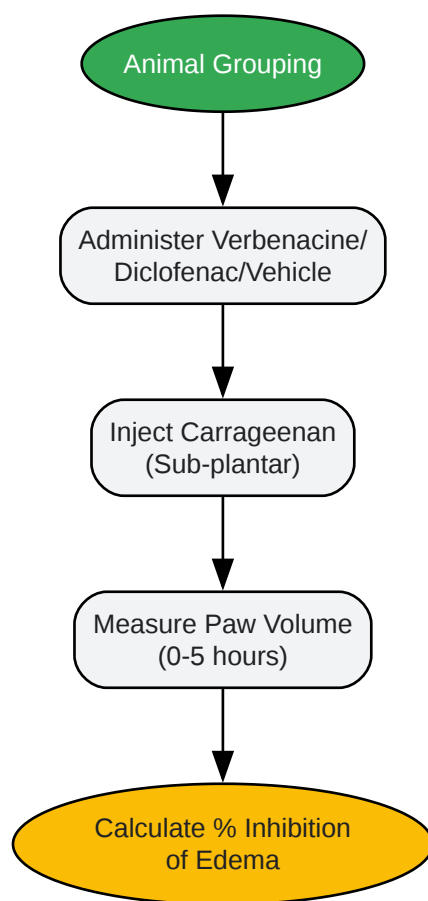 Animal Grouping
Administer Verbenacine/
Diclofenac/Vehicle
Inject Carrageenan
(Sub-plantar)
Measure Paw Volume
(0-5 hours)
Calculate % Inhibition
of Edema